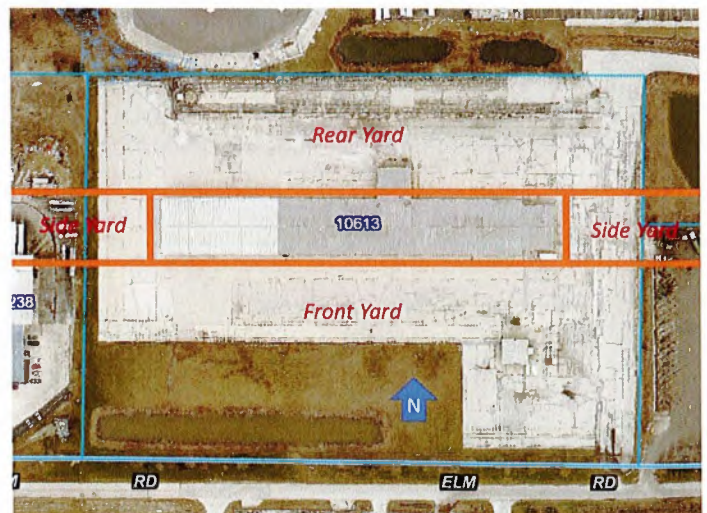 Rear Yard
Side Yard
10613
Side Yard
Front Yard
238
N
RD
ELM
RD